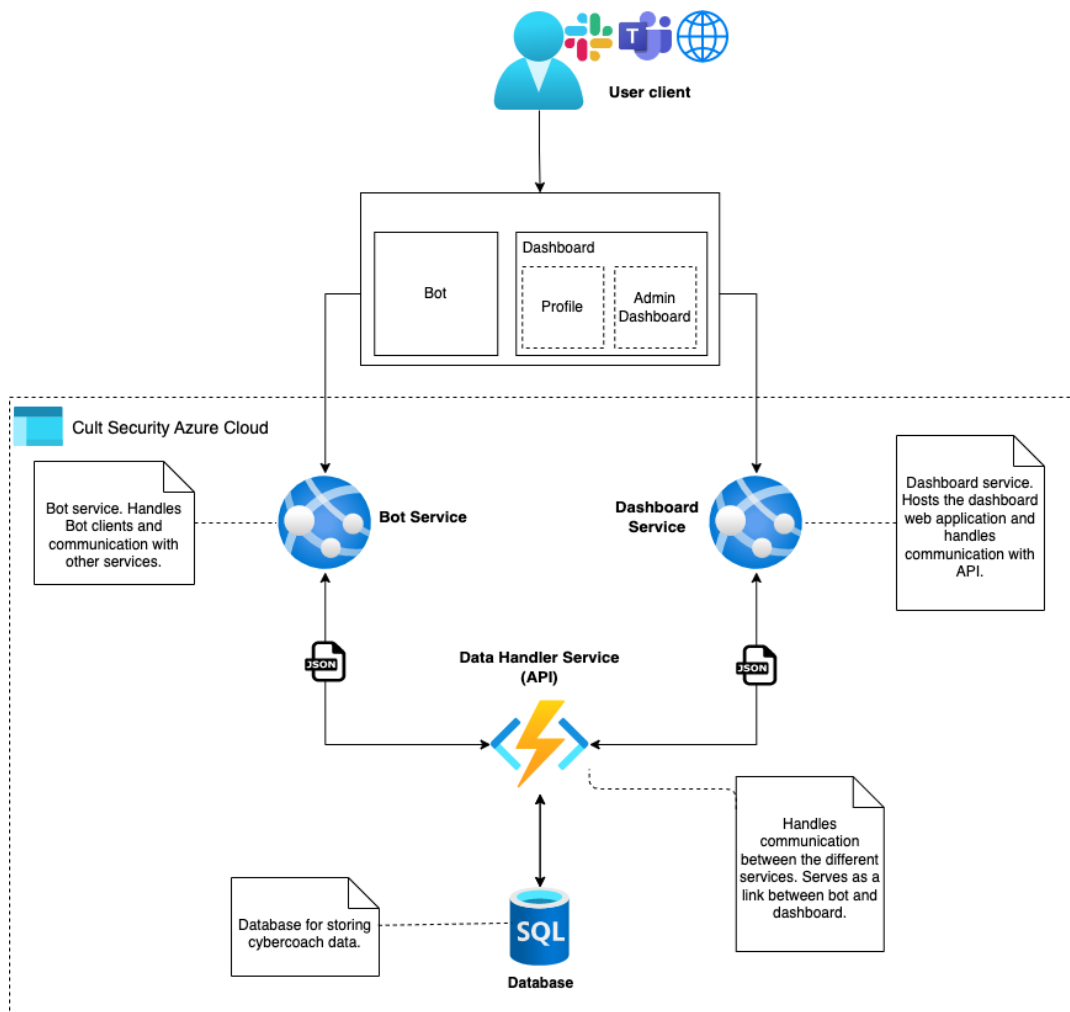 T
User client
Bot
Dashboard
Profile
Admin
Dashboard
Cult Security Azure Cloud
Bot service. Handles
Bot clients and
communication with
other services.
Bot Service
Dashboard
Service
Dashboard service.
Hosts the dashboard
web application and
handles
communication with
API.
JSON
Data Handler Service
(API)
JSON
Handles
communication
between the different
services. Serves as a
link between bot and
dashboard.
Database for storing
cybercoach data.
SQL
Database